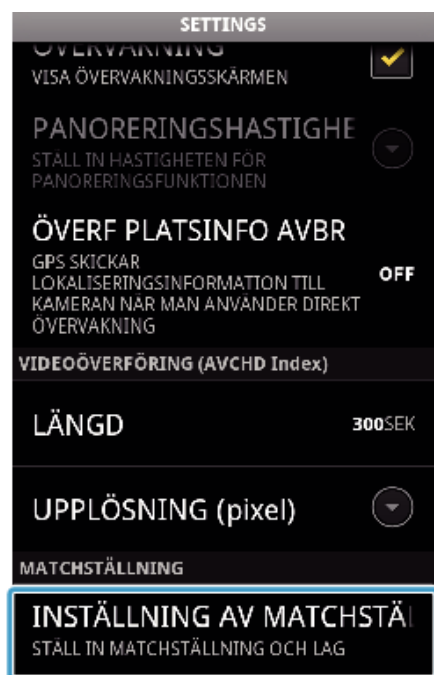 SETTINGS
ÖVERVAKNING
VISA ÖVERVAKNINGSSKÄRMEN
PANORERINGSHASTIGHE
STÄLL IN HASTIGHETEN FÖR
PANORERINGSFUNKTIONEN
ÖVERF PLATSINFO AVBR
GPS SKICKAR
LOKALISERINGSINFORMATION TILL
KAMERAN NÄR MAN ANVÄNDER DIREKT
ÖVERVAKNING
OFF
VIDEOÖVERFÖRING (AVCHD Index)
LÄNGD
300SEK
UPPLÖSNING (pixel)
MATCHSTÄLLNING
INSTÄLLNING AV MATCHSTÄL
STÄLL IN MATCHSTÄLLNING OCH LAG